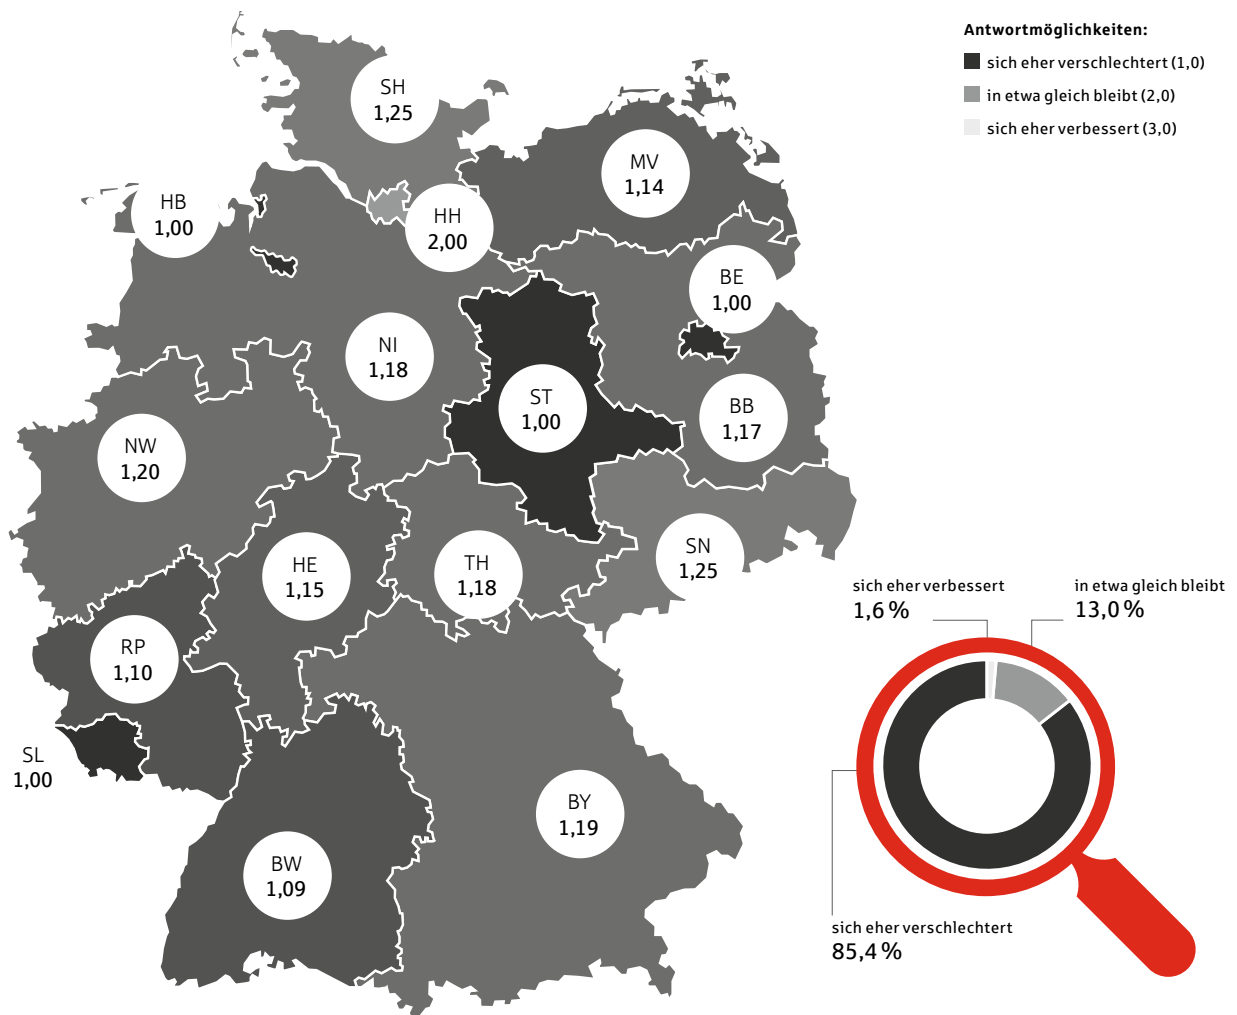 Antwortmöglichkeiten:
sich eher verschlechtert (1,0)
in etwa gleich bleibt (2,0)
sich eher verbessert (3,0)
SH
1,25
MV
1,14
HB
1,00
HH
2,00
BE
1,00
NI
1,18
ST
1,00
BB
1,17
NW
1,20
HE
1,15
TH
1,18
SN
1,25
RP
1,10
SL
1,00
BY
1,19
BW
1,09
sich eher verbessert
1,6 %
in etwa gleich bleibt
13,0 %
sich eher verschlechtert
85,4 %